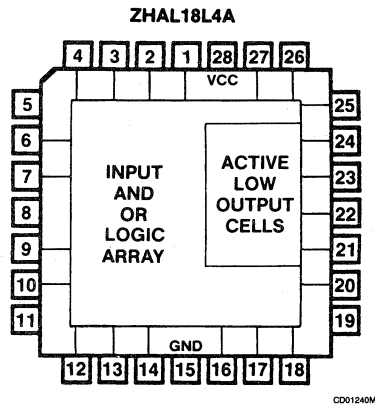 ZHAL18L4A
4 3 2 1 28 27 26
VCC
5 25
6 24
7 23
8 22
9 21
10 20
11 19
INPUT
AND
OR
LOGIC
ARRAY
ACTIVE
LOW
OUTPUT
CELLS
GND
12 13 14 15 16 17 18
CD01240M